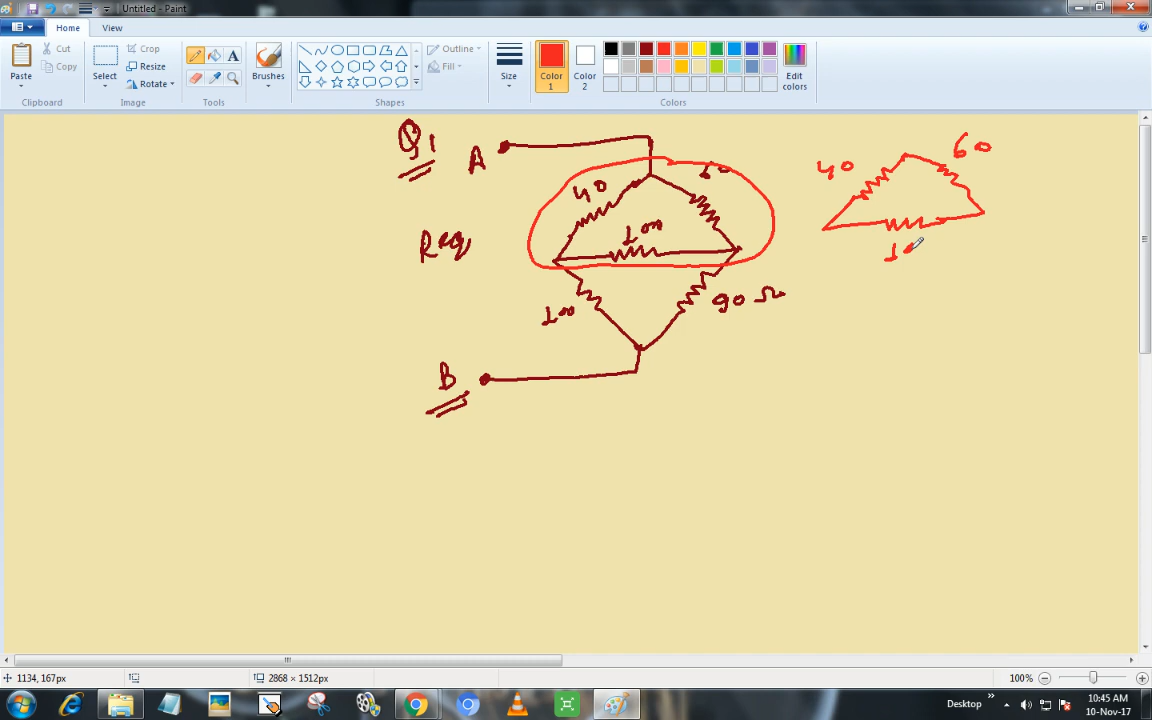 Untitled - Paint
Home View
Paste
Cut
Copy
Clipboard
Select
Crop
Resize
Rotate
Image
A
Tools
Brushes
Shapes
Outline
Fill
Size
Color 1
Color 2
Edit colors
Colors
Q1
A
40
60
100
Req
100
90 Ω
B
40
60
10
1134, 167px
2868 × 1512px
100%
Desktop
10:45 AM
10-Nov-17